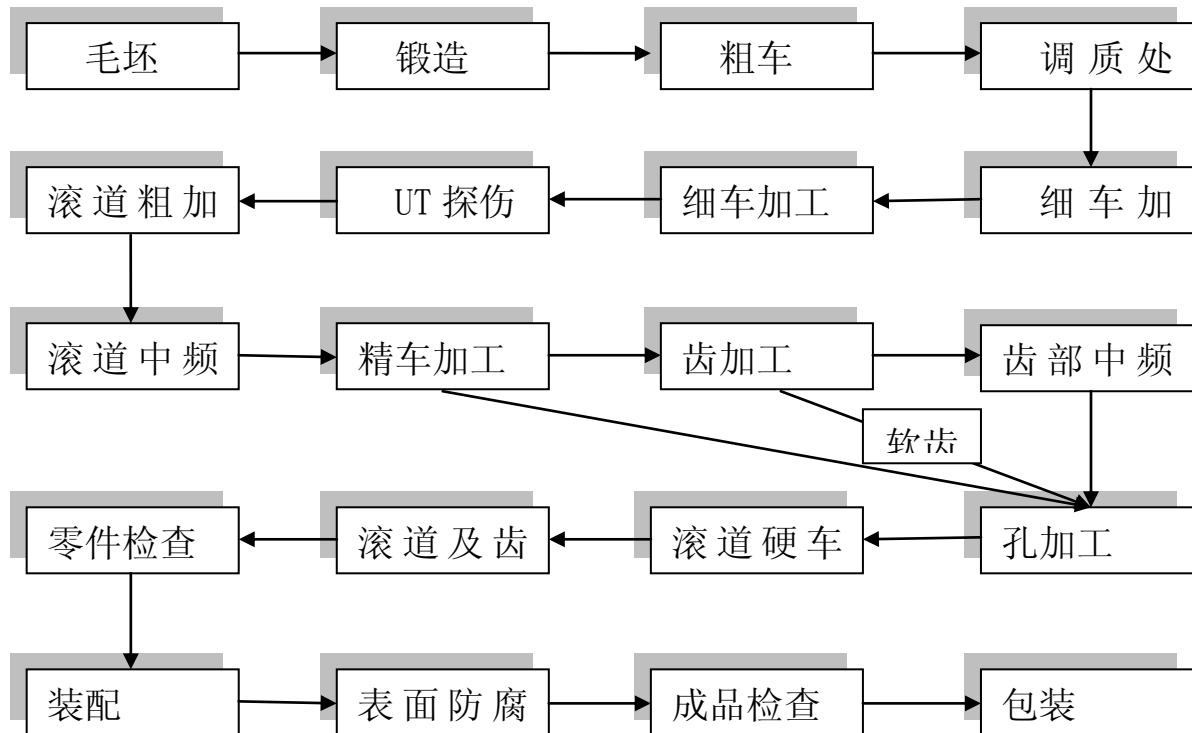 毛坯
锻造
粗车
调质处
滚道粗加
UT探伤
细车加工
细车加
滚道中频
精车加工
齿加工
齿部中频
软齿
零件检查
滚道及齿
滚道硬车
孔加工
装配
表面防腐
成品检查
包装